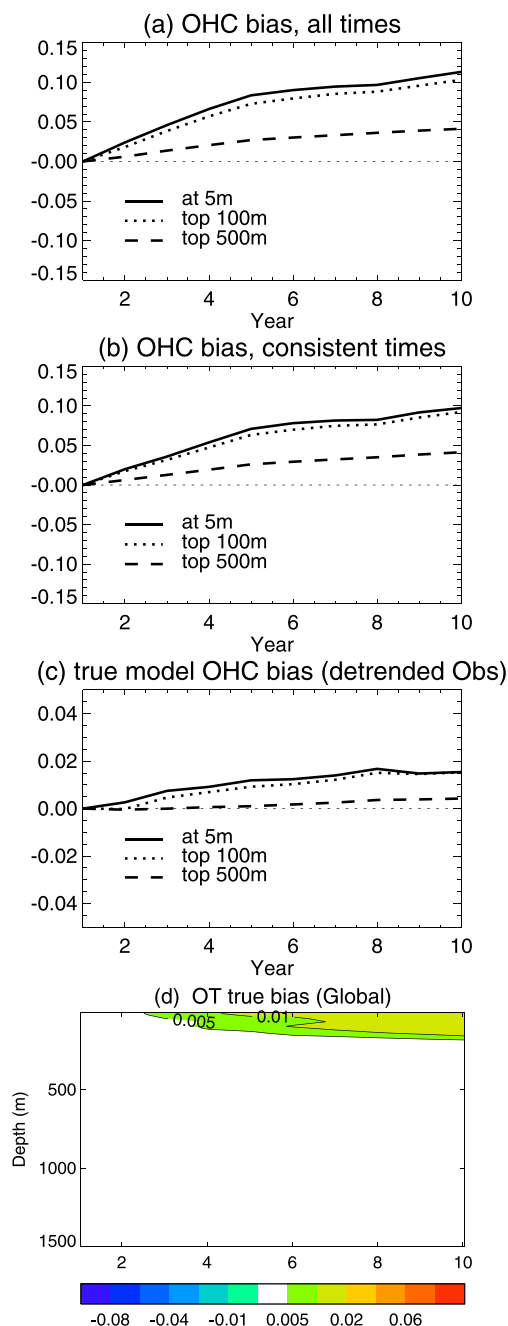 (a) OHC bias, all times
0.15
0.10
0.05
-0.00
-0.05
-0.10
-0.15
at 5m
top 100m
top 500m
2 4 6 8 10
Year
(b) OHC bias, consistent times
0.15
0.10
0.05
-0.00
-0.05
-0.10
-0.15
at 5m
top 100m
top 500m
2 4 6 8 10
Year
(c) true model OHC bias (detrended Obs)
0.04
0.02
0.00
-0.02
-0.04
at 5m
top 100m
top 500m
2 4 6 8 10
Year
(d) OT true bias (Global)
0.005
0.01
Depth (m)
500
1000
1500
2 4 6 8 10
-0.08 -0.04 -0.01 0.005 0.02 0.06